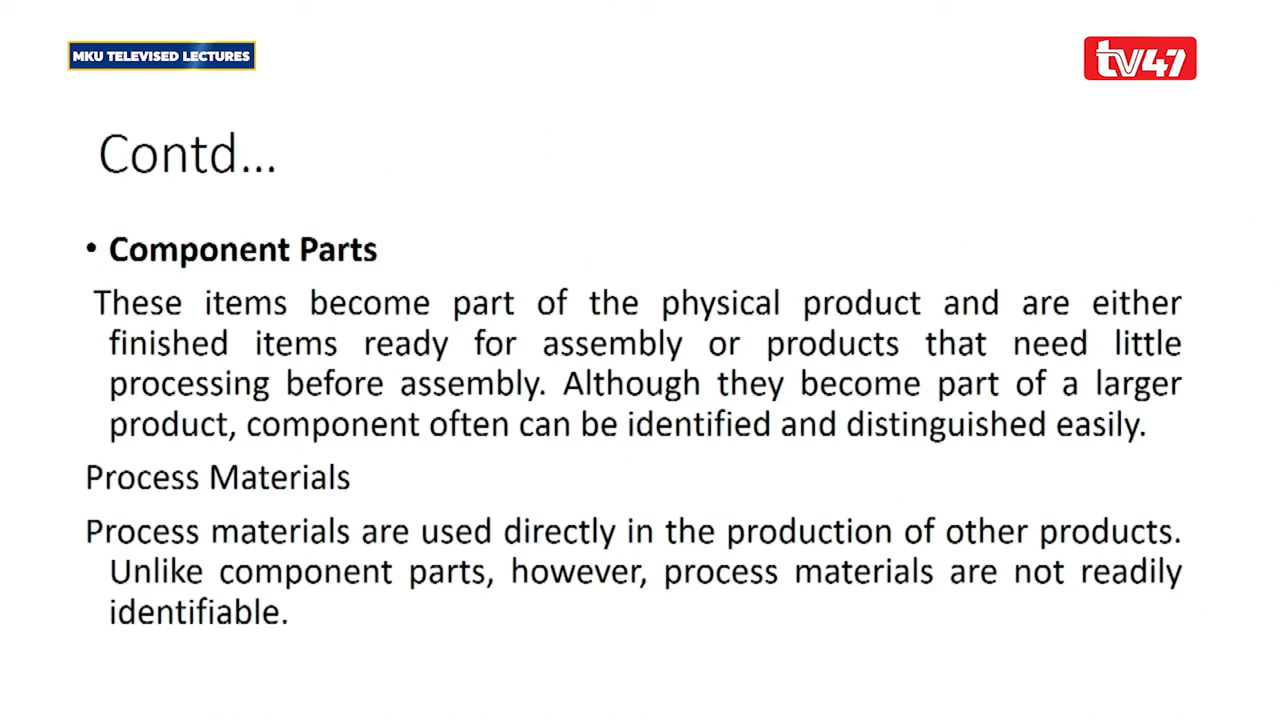 MKU TELEVISED LECTURES
tv47
Contd...
• Component Parts
These items become part of the physical product and are either
finished items ready for assembly or products that need little
processing before assembly. Although they become part of a larger
product, component often can be identified and distinguished easily.
Process Materials
Process materials are used directly in the production of other products.
Unlike component parts, however, process materials are not readily
identifiable.